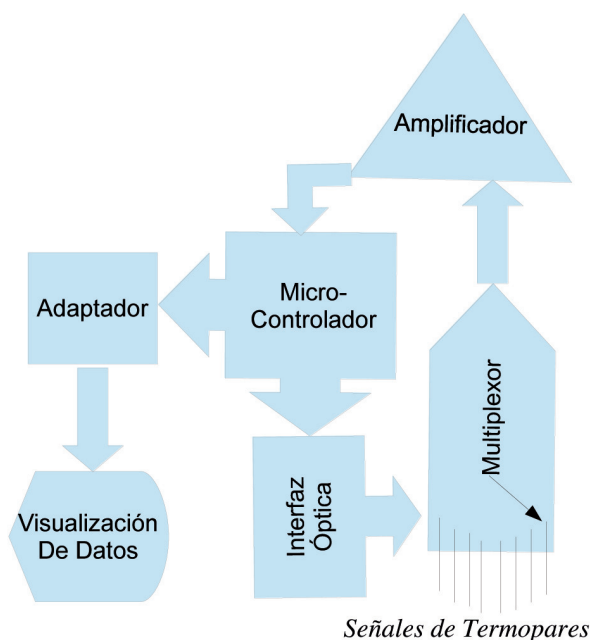 Amplificador
Micro-
Controlador
Adaptador
Multiplexor
Interfaz
Óptica
Visualización
De Datos
Señales de Termopares